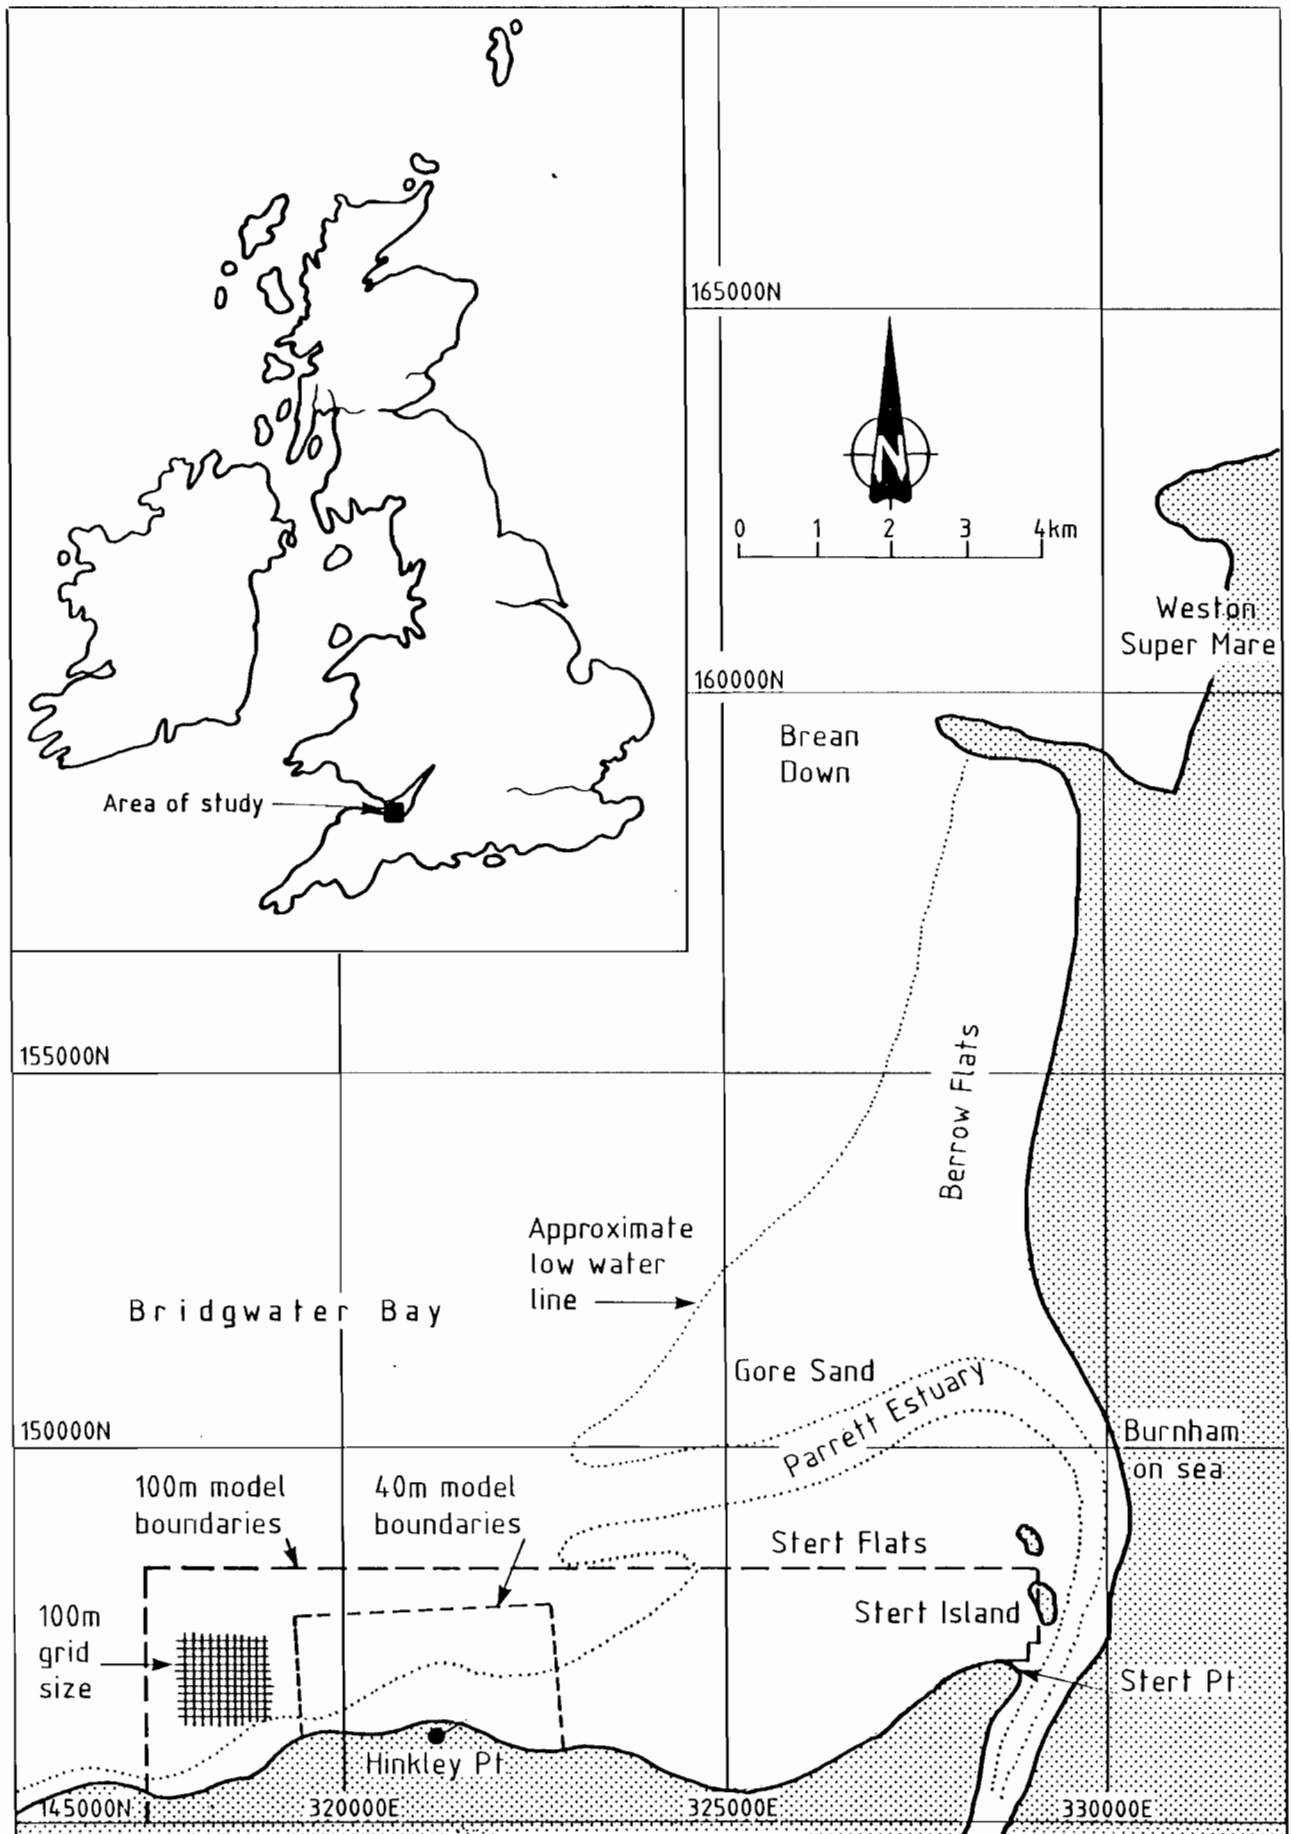 165000N
N
0 1 2 3 4km
Weston
Super Mare
160000N
Brean
Down
Area of study
155000N
Berrow Flats
Approximate
low water
line
Bridgwater Bay
Gore Sand
Parrett Estuary
150000N
Burnham
on sea
100m model
boundaries
40m model
boundaries
Stert Flats
100m
grid
size
Stert Island
Stert Pt
Hinkley Pt
145000N
320000E
325000E
330000E